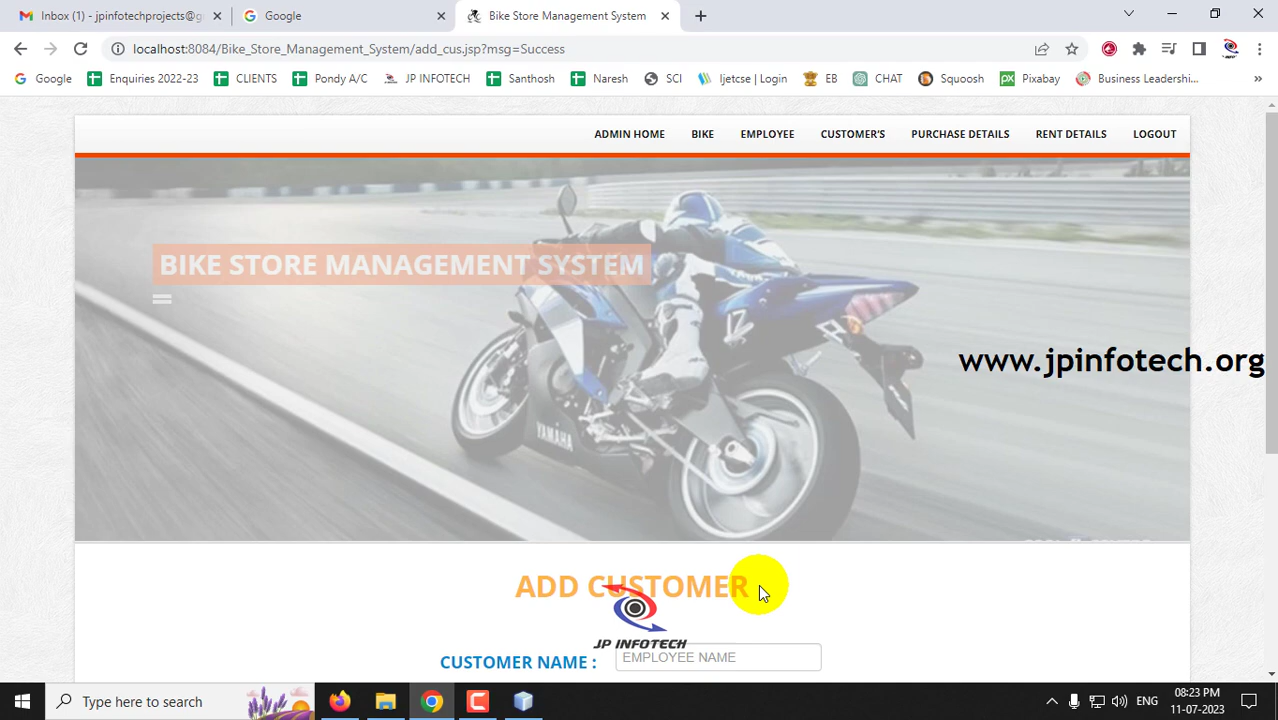 Inbox (1) - jpinfotechprojects@g
Google
Bike Store Management System
localhost:8084/Bike_Store_Management_System/add_cus.jsp?msg=Success
Google
Enquiries 2022-23
CLIENTS
Pondy A/C
JP INFOTECH
Santhosh
Naresh
SCI
Ijetcse | Login
EB
CHAT
Squoosh
px
Pixabay
Business Leadershi...
»
ADMIN HOME
BIKE
EMPLOYEE
CUSTOMER'S
PURCHASE DETAILS
RENT DETAILS
LOGOUT
BIKE STORE MANAGEMENT SYSTEM
www.jpinfotech.org
YAMAHA
ADD CUSTOMER
JP INFOTECH
CUSTOMER NAME :
EMPLOYEE NAME
Type here to search
ENG
08:23 PM
11-07-2023